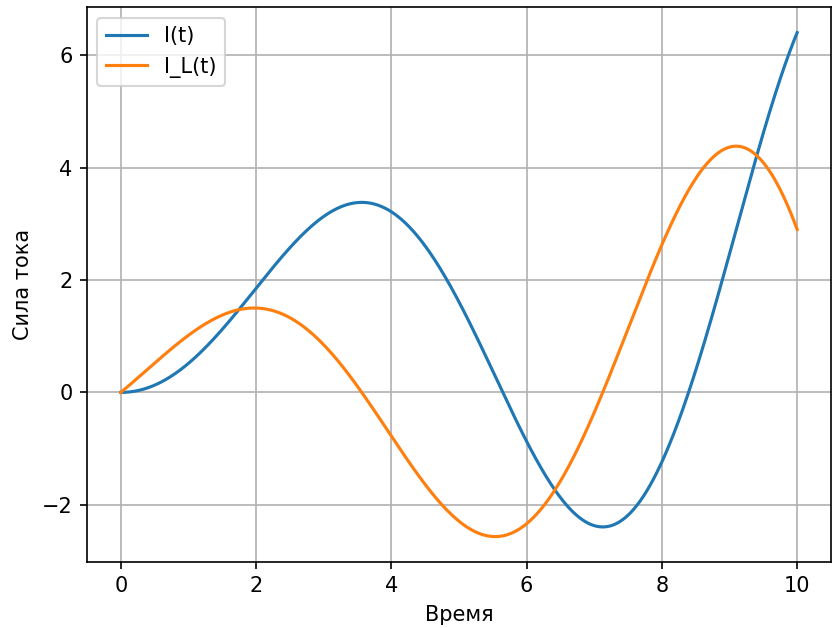 I(t)
I_L(t)
6
4
2
0
−2
0 2 4 6 8 10
Сила тока
Время